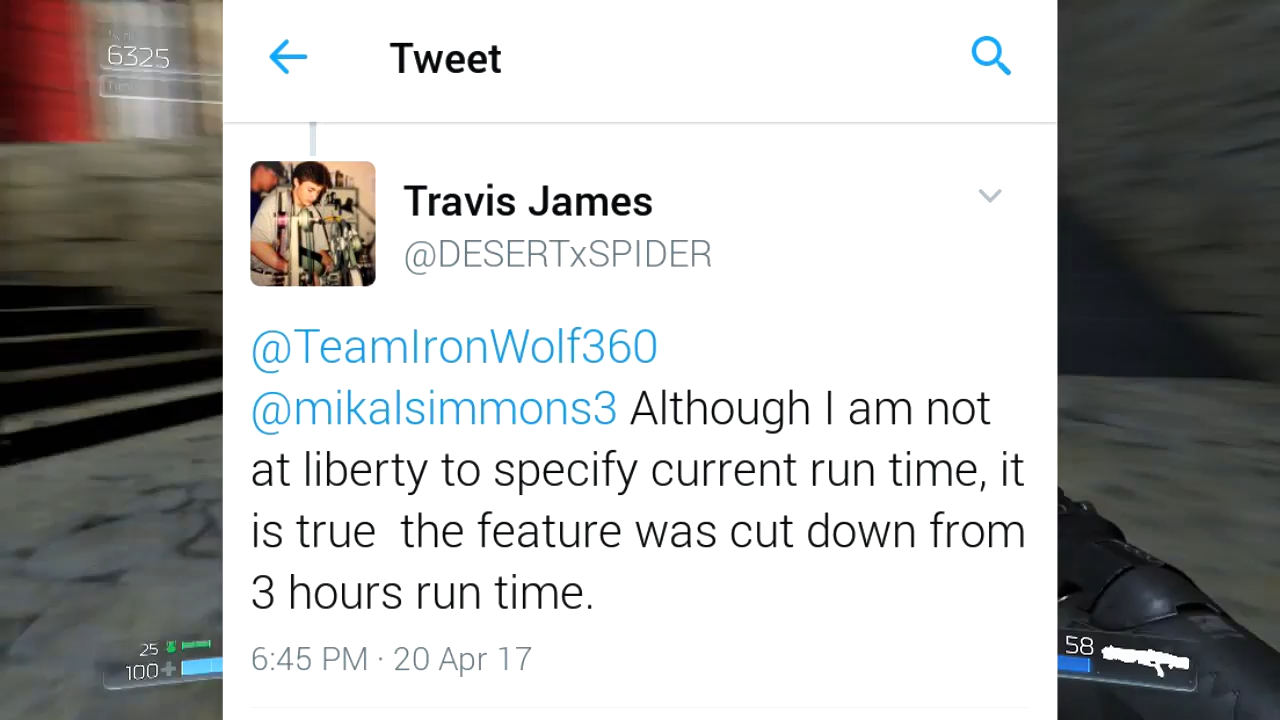 6325
Tweet
Travis James
@DESERTxSPIDER
@TeamIronWolf360
@mikalsimmons3 Although I am not
at liberty to specify current run time, it
is true  the feature was cut down from
3 hours run time.
6:45 PM · 20 Apr 17
25
100
58